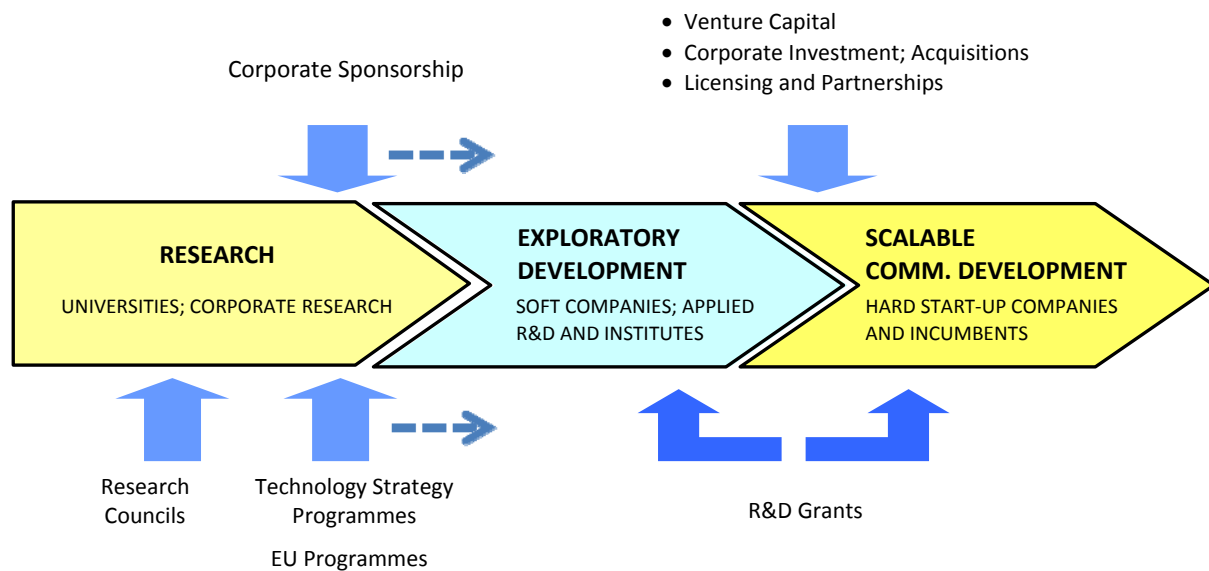 • Venture Capital
• Corporate Investment; Acquisitions
• Licensing and Partnerships
Corporate Sponsorship
RESEARCH
UNIVERSITIES; CORPORATE RESEARCH
EXPLORATORY
DEVELOPMENT
SOFT COMPANIES; APPLIED
R&D AND INSTITUTES
SCALABLE
COMM. DEVELOPMENT
HARD START-UP COMPANIES
AND INCUMBENTS
Research
Councils
Technology Strategy
Programmes
EU Programmes
R&D Grants